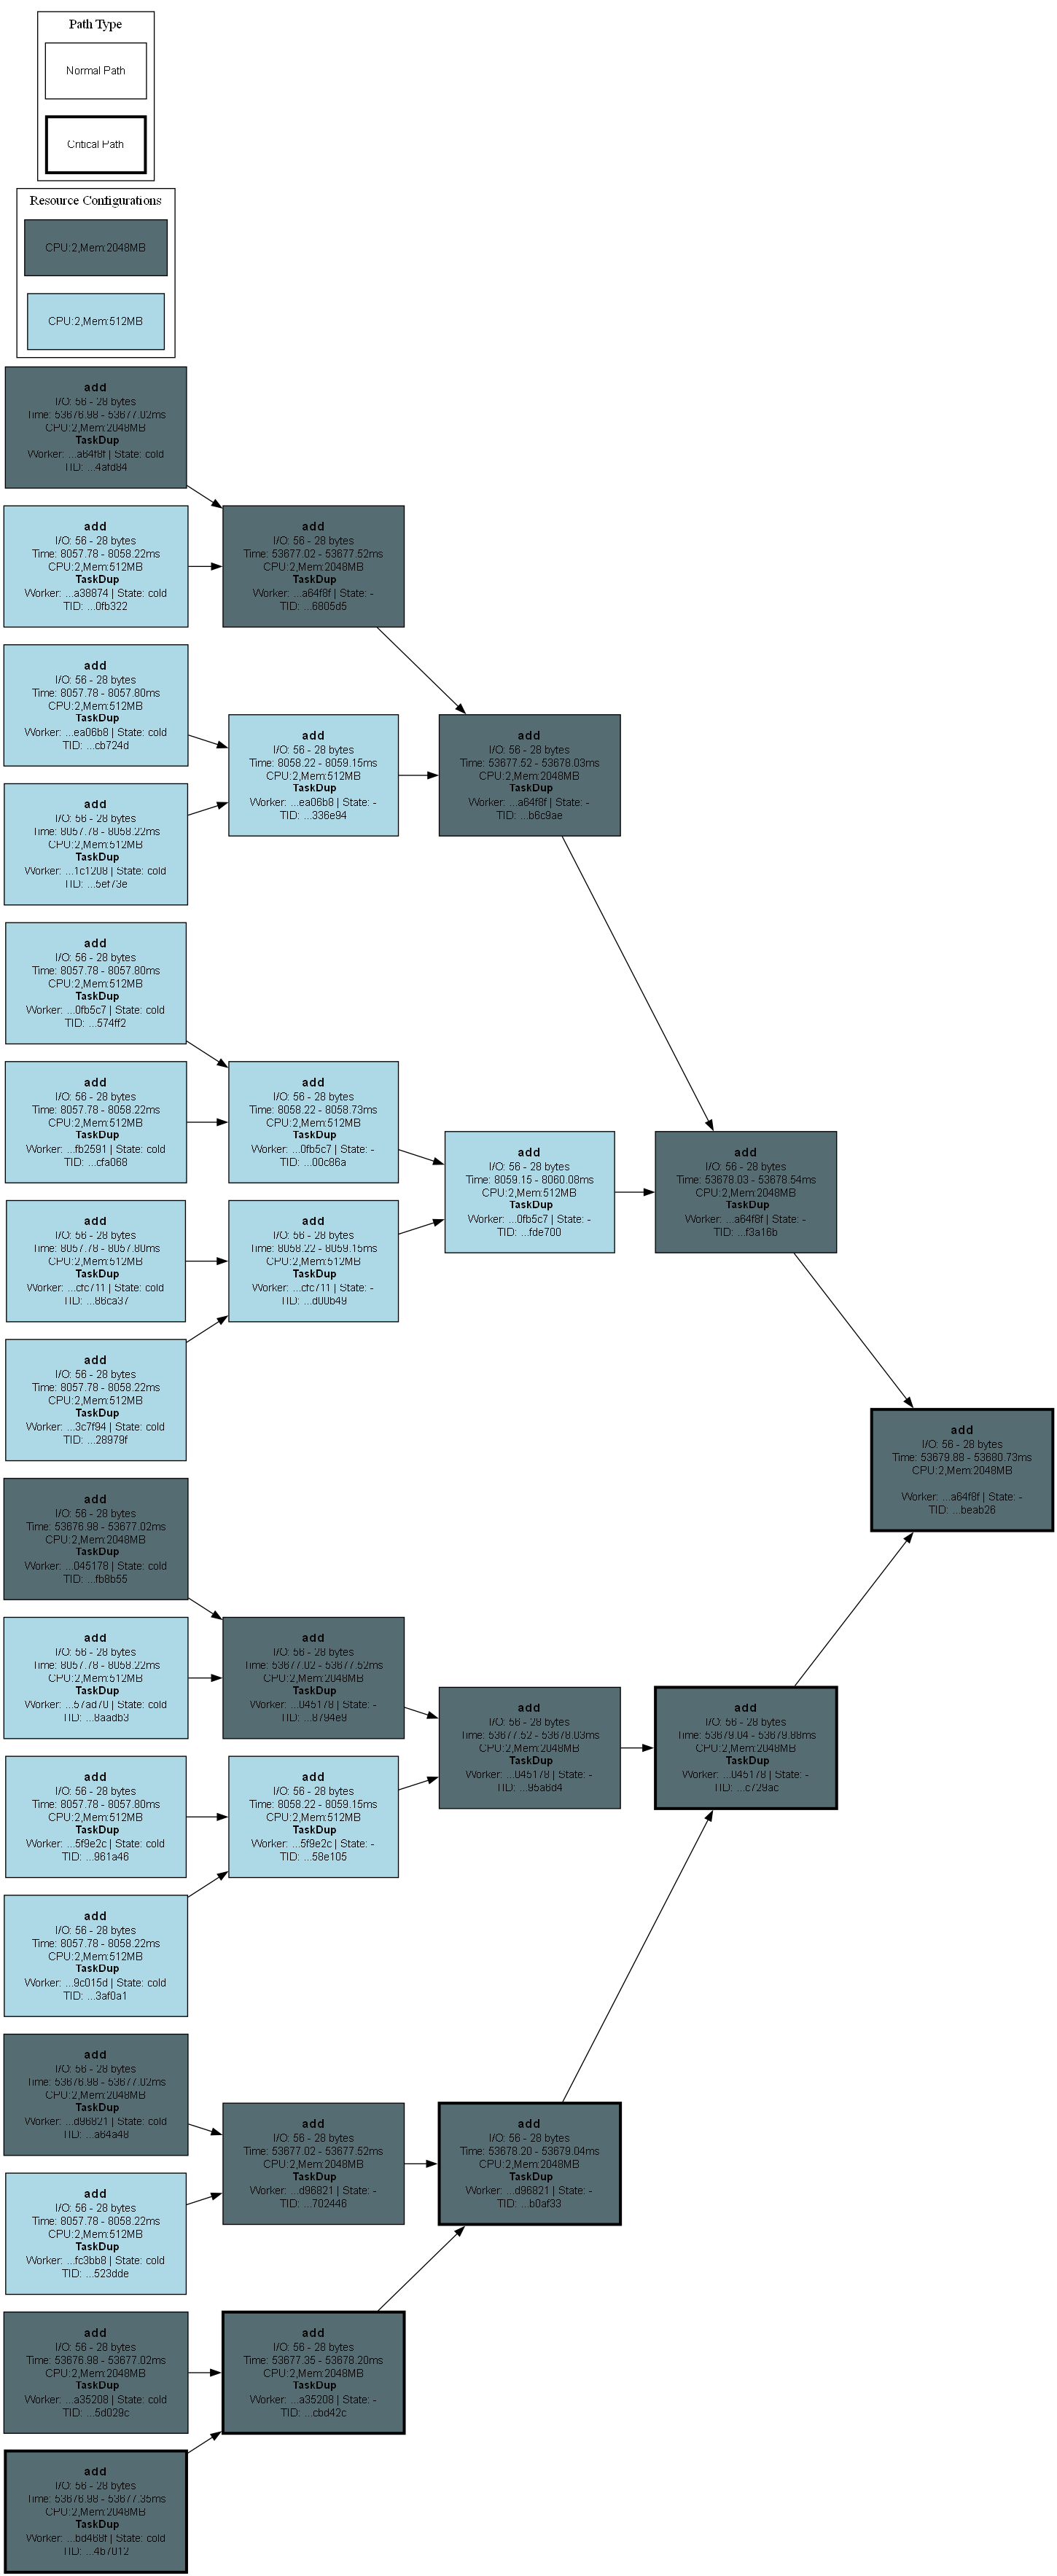 Path Type
Normal Path
Critical Path
Resource Configurations
CPU:2,Mem:2048MB
CPU:2,Mem:512MB
add
I/O: 56 - 28 bytes
Time: 53676.98 - 53677.02ms
CPU:2,Mem:2048MB
TaskDup
Worker: ...a64f8f | State: cold
TID: ...4afd84
add
I/O: 56 - 28 bytes
Time: 8057.78 - 8058.22ms
CPU:2,Mem:512MB
TaskDup
Worker: ...a38874 | State: cold
TID: ...0fb322
add
I/O: 56 - 28 bytes
Time: 53677.02 - 53677.52ms
CPU:2,Mem:2048MB
TaskDup
Worker: ...a64f8f | State: -
TID: ...6805d5
add
I/O: 56 - 28 bytes
Time: 8057.78 - 8057.80ms
CPU:2,Mem:512MB
TaskDup
Worker: ...ea06b8 | State: cold
TID: ...cb724d
add
I/O: 56 - 28 bytes
Time: 8058.22 - 8059.15ms
CPU:2,Mem:512MB
TaskDup
Worker: ...ea06b8 | State: -
TID: ...336e94
add
I/O: 56 - 28 bytes
Time: 53677.52 - 53678.03ms
CPU:2,Mem:2048MB
TaskDup
Worker: ...a64f8f | State: -
TID: ...b6c9ae
add
I/O: 56 - 28 bytes
Time: 8057.78 - 8058.22ms
CPU:2,Mem:512MB
TaskDup
Worker: ...1c1208 | State: cold
TID: ...5ef73e
add
I/O: 56 - 28 bytes
Time: 8057.78 - 8057.80ms
CPU:2,Mem:512MB
TaskDup
Worker: ...0fb5c7 | State: cold
TID: ...574ff2
add
I/O: 56 - 28 bytes
Time: 8057.78 - 8058.22ms
CPU:2,Mem:512MB
TaskDup
Worker: ...fb2591 | State: cold
TID: ...cfa068
add
I/O: 56 - 28 bytes
Time: 8058.22 - 8058.73ms
CPU:2,Mem:512MB
TaskDup
Worker: ...0fb5c7 | State: -
TID: ...00c86a
add
I/O: 56 - 28 bytes
Time: 8059.15 - 8060.08ms
CPU:2,Mem:512MB
TaskDup
Worker: ...0fb5c7 | State: -
TID: ...fde700
add
I/O: 56 - 28 bytes
Time: 53678.03 - 53678.54ms
CPU:2,Mem:2048MB
TaskDup
Worker: ...a64f8f | State: -
TID: ...f3a16b
add
I/O: 56 - 28 bytes
Time: 8057.78 - 8057.80ms
CPU:2,Mem:512MB
TaskDup
Worker: ...cfc711 | State: cold
TID: ...86ca37
add
I/O: 56 - 28 bytes
Time: 8058.22 - 8059.15ms
CPU:2,Mem:512MB
TaskDup
Worker: ...cfc711 | State: -
TID: ...d00b49
add
I/O: 56 - 28 bytes
Time: 8057.78 - 8058.22ms
CPU:2,Mem:512MB
TaskDup
Worker: ...3c7f94 | State: cold
TID: ...28979f
add
I/O: 56 - 28 bytes
Time: 53679.88 - 53680.73ms
CPU:2,Mem:2048MB
Worker: ...a64f8f | State: -
TID: ...beab26
add
I/O: 56 - 28 bytes
Time: 53676.98 - 53677.02ms
CPU:2,Mem:2048MB
TaskDup
Worker: ...045178 | State: cold
TID: ...fb8b55
add
I/O: 56 - 28 bytes
Time: 8057.78 - 8058.22ms
CPU:2,Mem:512MB
TaskDup
Worker: ...57ad70 | State: cold
TID: ...8aadb3
add
I/O: 56 - 28 bytes
Time: 53677.02 - 53677.52ms
CPU:2,Mem:2048MB
TaskDup
Worker: ...045178 | State: -
TID: ...8794e9
add
I/O: 56 - 28 bytes
Time: 53677.52 - 53678.03ms
CPU:2,Mem:2048MB
TaskDup
Worker: ...045178 | State: -
TID: ...95a6d4
add
I/O: 56 - 28 bytes
Time: 53679.04 - 53679.88ms
CPU:2,Mem:2048MB
TaskDup
Worker: ...045178 | State: -
TID: ...c729ac
add
I/O: 56 - 28 bytes
Time: 8057.78 - 8057.80ms
CPU:2,Mem:512MB
TaskDup
Worker: ...5f9e2c | State: cold
TID: ...961a46
add
I/O: 56 - 28 bytes
Time: 8058.22 - 8059.15ms
CPU:2,Mem:512MB
TaskDup
Worker: ...5f9e2c | State: -
TID: ...58e105
add
I/O: 56 - 28 bytes
Time: 8057.78 - 8058.22ms
CPU:2,Mem:512MB
TaskDup
Worker: ...9c015d | State: cold
TID: ...3af0a1
add
I/O: 56 - 28 bytes
Time: 53676.98 - 53677.02ms
CPU:2,Mem:2048MB
TaskDup
Worker: ...d96821 | State: cold
TID: ...a64a48
add
I/O: 56 - 28 bytes
Time: 53677.02 - 53677.52ms
CPU:2,Mem:2048MB
TaskDup
Worker: ...d96821 | State: -
TID: ...702446
add
I/O: 56 - 28 bytes
Time: 53678.20 - 53679.04ms
CPU:2,Mem:2048MB
TaskDup
Worker: ...d96821 | State: -
TID: ...b0af33
add
I/O: 56 - 28 bytes
Time: 8057.78 - 8058.22ms
CPU:2,Mem:512MB
TaskDup
Worker: ...fc3bb8 | State: cold
TID: ...523dde
add
I/O: 56 - 28 bytes
Time: 53676.98 - 53677.02ms
CPU:2,Mem:2048MB
TaskDup
Worker: ...a35208 | State: cold
TID: ...5d029c
add
I/O: 56 - 28 bytes
Time: 53677.35 - 53678.20ms
CPU:2,Mem:2048MB
TaskDup
Worker: ...a35208 | State: -
TID: ...cbd42c
add
I/O: 56 - 28 bytes
Time: 53676.98 - 53677.35ms
CPU:2,Mem:2048MB
TaskDup
Worker: ...bd468f | State: cold
TID: ...4b7012